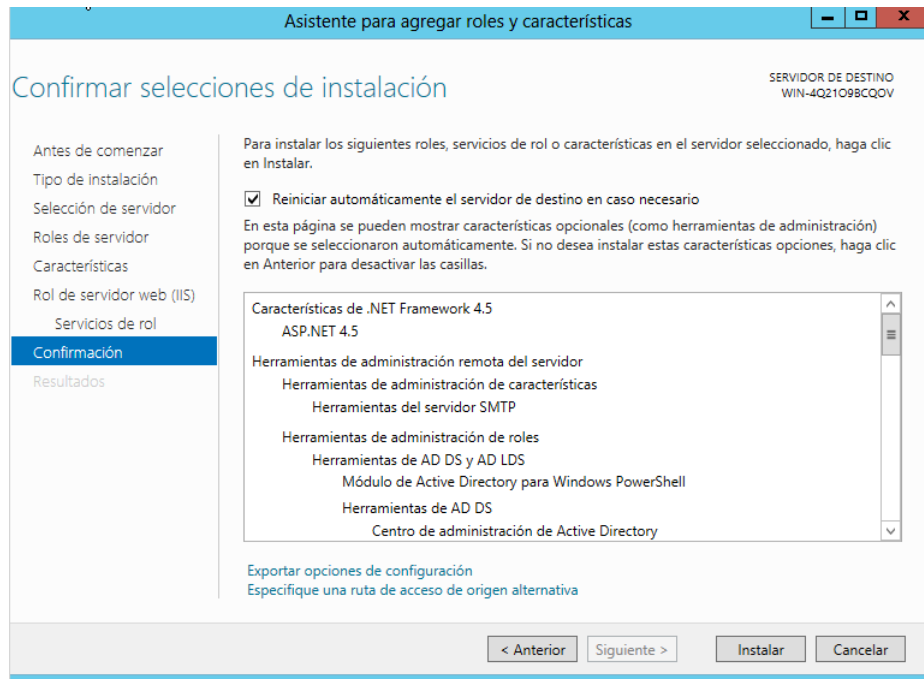 Asistente para agregar roles y características
Confirmar selecciones de instalación
SERVIDOR DE DESTINO
WIN-4Q21O9BCQOV
Antes de comenzar
Tipo de instalación
Selección de servidor
Roles de servidor
Características
Rol de servidor web (IIS)
Servicios de rol
Confirmación
Resultados
Para instalar los siguientes roles, servicios de rol o características en el servidor seleccionado, haga clic
en Instalar.
Reiniciar automáticamente el servidor de destino en caso necesario
En esta página se pueden mostrar características opcionales (como herramientas de administración)
porque se seleccionaron automáticamente. Si no desea instalar estas características opciones, haga clic
en Anterior para desactivar las casillas.
Características de .NET Framework 4.5
ASP.NET 4.5
Herramientas de administración remota del servidor
Herramientas de administración de características
Herramientas del servidor SMTP
Herramientas de administración de roles
Herramientas de AD DS y AD LDS
Módulo de Active Directory para Windows PowerShell
Herramientas de AD DS
Centro de administración de Active Directory
Exportar opciones de configuración
Especifique una ruta de acceso de origen alternativa
< Anterior
Siguiente >
Instalar
Cancelar